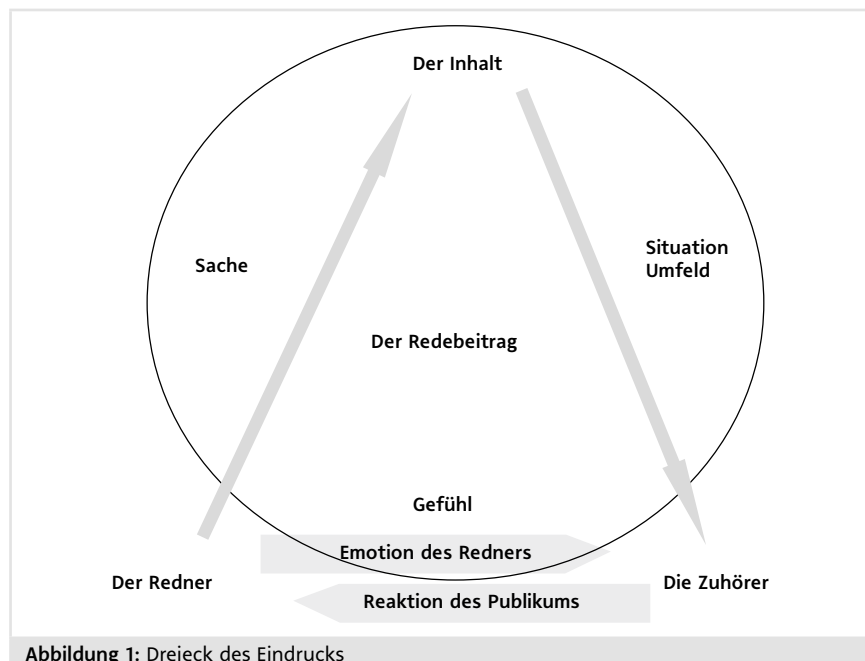 Der Inhalt
Sache
Situation
Umfeld
Der Redebeitrag
Gefühl
Emotion des Redners
Der Redner
Die Zuhörer
Reaktion des Publikums
Abbildung 1: Dreieck des Eindrucks